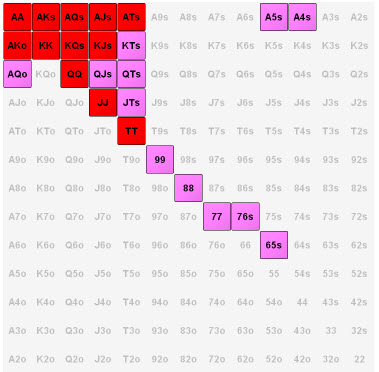 AA AKs AQs AJs ATs A9s A8s A7s A6s A5s A4s A3s A2s
AKo KK KQs KJs KTs K9s K8s K7s K6s K5s K4s K3s K2s
AQo KQo QQ QJs QTs Q9s Q8s Q7s Q6s Q5s Q4s Q3s Q2s
AJo KJo QJo JJ JTs J9s J8s J7s J6s J5s J4s J3s J2s
ATo KTo QTo JTo TT T9s T8s T7s T6s T5s T4s T3s T2s
A9o K9o Q9o J9o T9o 99 98s 97s 96s 95s 94s 93s 92s
A8o K8o Q8o J8o T8o 98o 88 87s 86s 85s 84s 83s 82s
A7o K7o Q7o J7o T7o 97o 87o 77 76s 75s 74s 73s 72s
A6o K6o Q6o J6o T6o 96o 86o 76o 66 65s 64s 63s 62s
A5o K5o Q5o J5o T5o 95o 85o 75o 65o 55 54s 53s 52s
A4o K4o Q4o J4o T4o 94o 84o 74o 64o 54o 44 43s 42s
A3o K3o Q3o J3o T3o 93o 83o 73o 63o 53o 43o 33 32s
A2o K2o Q2o J2o T2o 92o 82o 72o 62o 52o 42o 32o 22